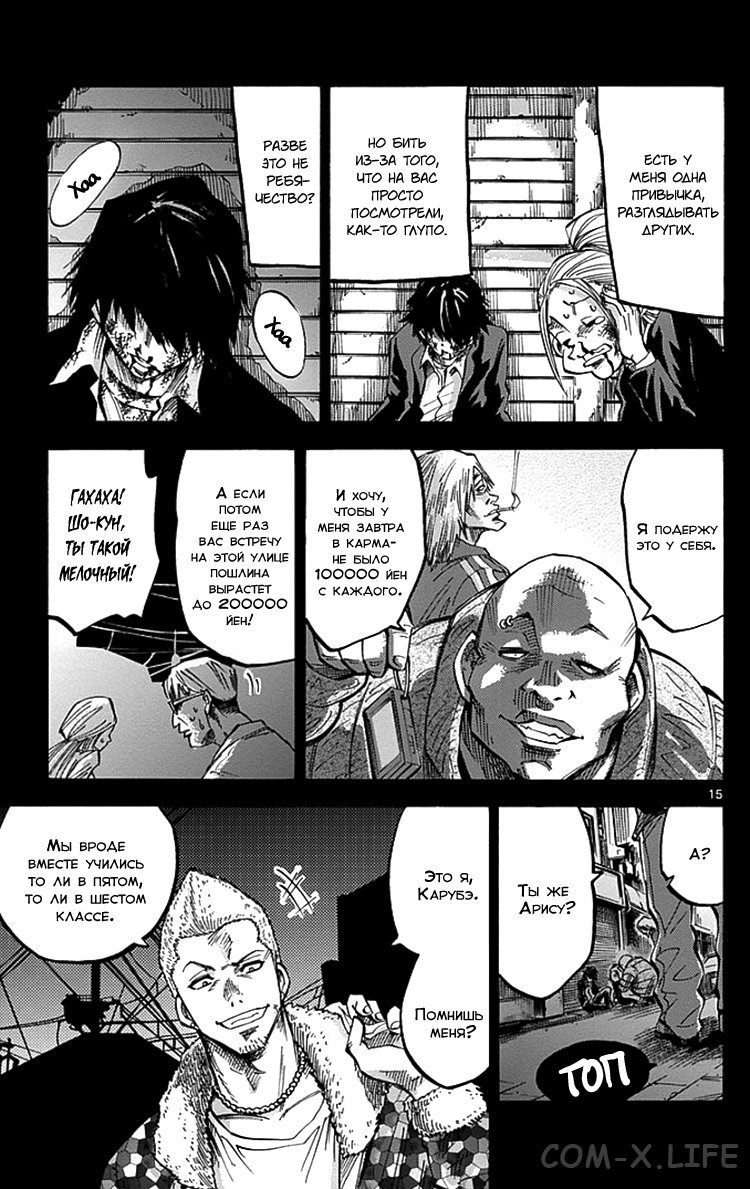 ЕСТЬ У
МЕНЯ ОДНА
ПРИВЫЧКА,
РАЗГЛЯДЫВАТЬ
ДРУГИХ.
НО БИТЬ
ИЗ-ЗА ТОГО,
ЧТО НА ВАС
ПРОСТО
ПОСМОТРЕЛИ,
КАК-ТО ГЛУПО.
РАЗВЕ
ЭТО НЕ
РЕБЯ-
ЧЕСТВО?
Хаа
Хаа
Я ПОДЕРЖУ
ЭТО У СЕБЯ.
И ХОЧУ,
ЧТОБЫ У
МЕНЯ ЗАВТРА
В КАРМА-
НЕ БЫЛО
100000 ЙЕН
С КАЖДОГО.
А ЕСЛИ
ПОТОМ
ЕЩЕ РАЗ
ВАС ВСТРЕЧУ
НА ЭТОЙ УЛИЦЕ
ПОШЛИНА
ВЫРАСТЕТ
ДО 200000
ЙЕН!
ГАХАХА!
ШО-КУН,
ТЫ ТАКОЙ
МЕЛОЧНЫЙ!
15
А?
ТЫ ЖЕ
АРИСУ?
ТОП
ЭТО Я,
КАРУБЭ.
ПОМНИШЬ
МЕНЯ?
МЫ ВРОДЕ
ВМЕСТЕ УЧИЛИСЬ
ТО ЛИ В ПЯТОМ,
ТО ЛИ В ШЕСТОМ
КЛАССЕ.
COM-X.LIFE